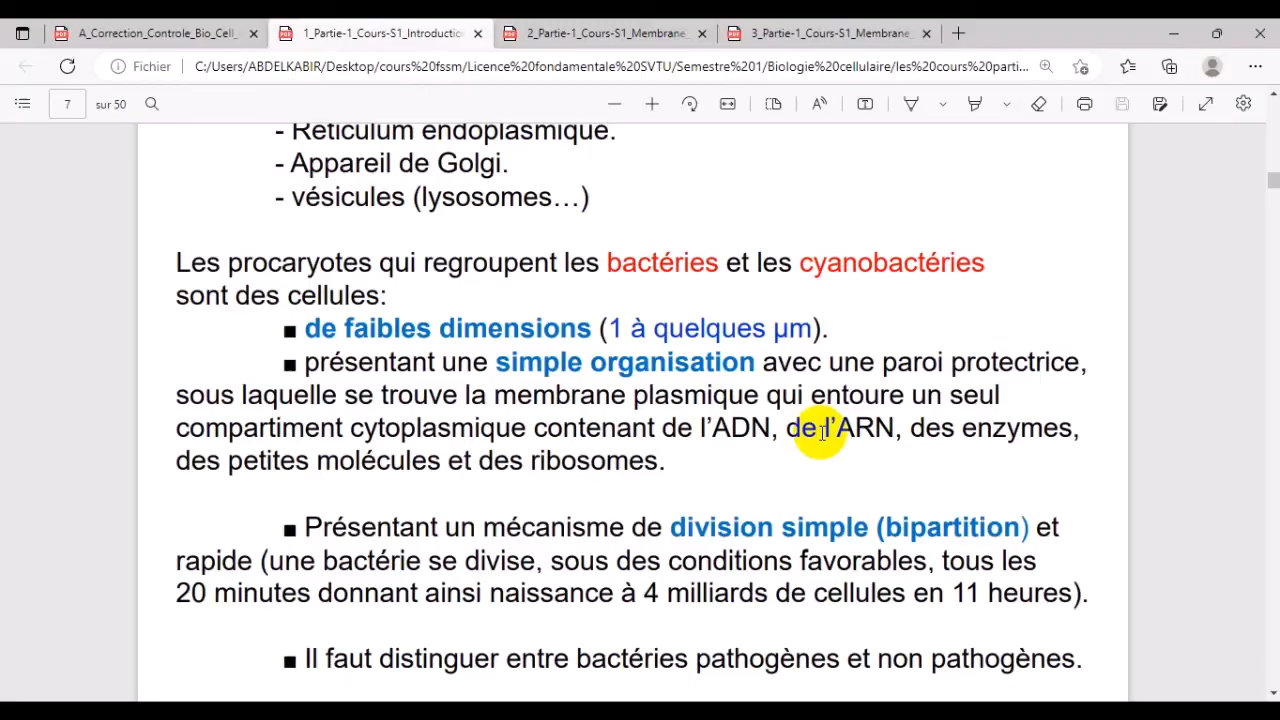 A_Correction_Controle_Bio_Cell_
1_Partie-1_Cours-S1_Introductio
2_Partie-1_Cours-S1_Membrane_
3_Partie-1_Cours-S1_Membrane_
Fichier
C:/Users/ABDELKABIR/Desktop/cours%20fssm/Licence%20fondamentale%20SVTU/Semestre%201/Biologie%20cellulaire/les%20cours%20parti...
7 sur 50
- Réticulum endoplasmique.
- Appareil de Golgi.
- vésicules (lysosomes…)
Les procaryotes qui regroupent les bactéries et les cyanobactéries
sont des cellules:
■ de faibles dimensions (1 à quelques µm).
■ présentant une simple organisation avec une paroi protectrice,
sous laquelle se trouve la membrane plasmique qui entoure un seul
compartiment cytoplasmique contenant de l’ADN, de l’ARN, des enzymes,
des petites molécules et des ribosomes.
■ Présentant un mécanisme de division simple (bipartition) et
rapide (une bactérie se divise, sous des conditions favorables, tous les
20 minutes donnant ainsi naissance à 4 milliards de cellules en 11 heures).
■ Il faut distinguer entre bactéries pathogènes et non pathogènes.